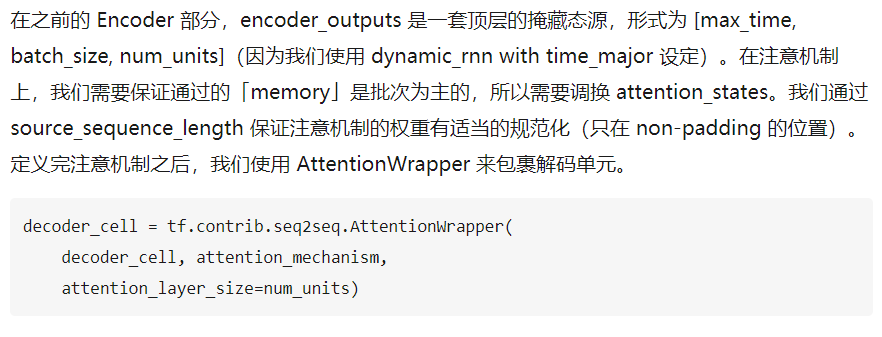 在之前的 Encoder 部分，encoder_outputs 是一套顶层的掩藏态源，形式为 [max_time,
batch_size, num_units]（因为我们使用 dynamic_rnn with time_major 设定）。在注意机制
上，我们需要保证通过的「memory」是批次为主的，所以需要调换 attention_states。我们通过
source_sequence_length 保证注意机制的权重有适当的规范化（只在 non-padding 的位置）。
定义完注意机制之后，我们使用 AttentionWrapper 来包裹解码单元。
decoder_cell = tf.contrib.seq2seq.AttentionWrapper(
    decoder_cell, attention_mechanism,
    attention_layer_size=num_units)